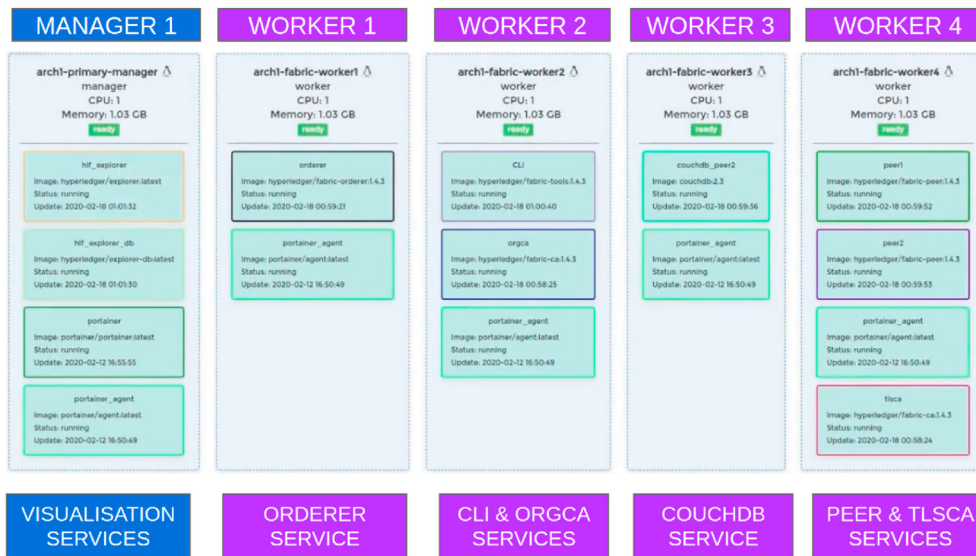 MANAGER 1
WORKER 1
WORKER 2
WORKER 3
WORKER 4
arch1-primary-manager
manager
CPU: 1
Memory: 1.03 GB
ready
hlf_explorer
Image: hyperledger/explorer:latest
Status: running
Update: 2020-02-18 01:01:32
hlf_explorer_db
Image: hyperledger/explorer-db:latest
Status: running
Update: 2020-02-18 01:01:30
portainer
Image: portainer/portainer:latest
Status: running
Update: 2020-02-12 16:55:55
portainer_agent
Image: portainer/agent:latest
Status: running
Update: 2020-02-12 16:50:49
arch1-fabric-worker1
worker
CPU: 1
Memory: 1.03 GB
ready
orderer
Image: hyperledger/fabric-orderer:1.4.3
Status: running
Update: 2020-02-18 00:59:21
portainer_agent
Image: portainer/agent:latest
Status: running
Update: 2020-02-12 16:50:49
arch1-fabric-worker2
worker
CPU: 1
Memory: 1.03 GB
ready
CLI
Image: hyperledger/fabric-tools:1.4.3
Status: running
Update: 2020-02-18 01:00:40
orgca
Image: hyperledger/fabric-ca:1.4.3
Status: running
Update: 2020-02-18 00:58:25
portainer_agent
Image: portainer/agent:latest
Status: running
Update: 2020-02-12 16:50:49
arch1-fabric-worker3
worker
CPU: 1
Memory: 1.03 GB
ready
couchdb_peer2
Image: couchdb:2.3
Status: running
Update: 2020-02-18 00:59:36
portainer_agent
Image: portainer/agent:latest
Status: running
Update: 2020-02-12 16:50:49
arch1-fabric-worker4
worker
CPU: 1
Memory: 1.03 GB
ready
peer1
Image: hyperledger/fabric-peer:1.4.3
Status: running
Update: 2020-02-18 00:59:52
peer2
Image: hyperledger/fabric-peer:1.4.3
Status: running
Update: 2020-02-18 00:59:53
portainer_agent
Image: portainer/agent:latest
Status: running
Update: 2020-02-12 16:50:49
tlsca
Image: hyperledger/fabric-ca:1.4.3
Status: running
Update: 2020-02-18 00:58:24
VISUALISATION
SERVICES
ORDERER
SERVICE
CLI & ORGCA
SERVICES
COUCHDB
SERVICE
PEER & TLSCA
SERVICES